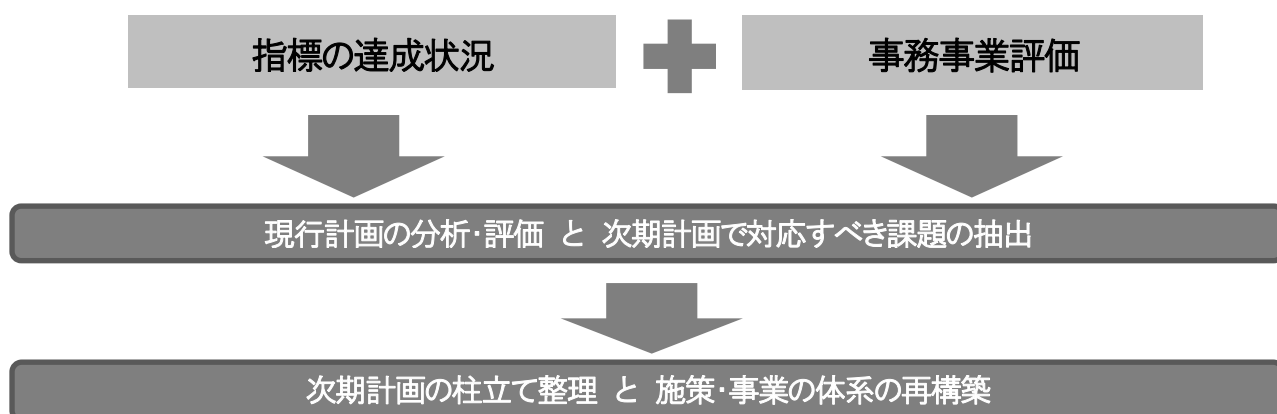 指標の達成状況
事務事業評価
現行計画の分析・評価 と 次期計画で対応すべき課題の抽出
次期計画の柱立て整理 と 施策・事業の体系の再構築